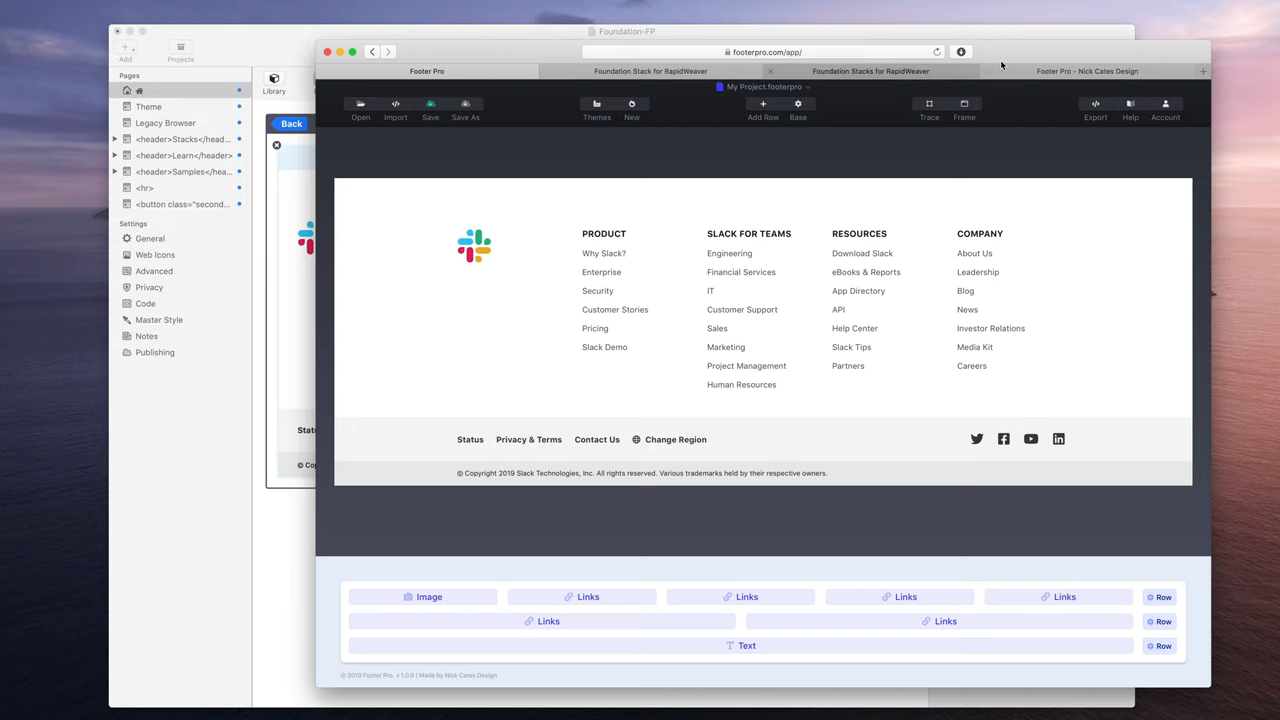 Foundation-FP
Add
Projects
Pages
Theme
Legacy Browser
<header>Stacks</head...
<header>Learn</header>
<header>Samples</hea...
<hr>
<button class="second...
Settings
General
Web Icons
Advanced
Privacy
Code
Master Style
Notes
Publishing
Library
Back
Statu
© Cop
footerpro.com/app/
Footer Pro
Foundation Stack for RapidWeaver
Foundation Stacks for RapidWeaver
Footer Pro - Nick Cates Design
My Project.footerpro
Open
Import
Save
Save As
Themes
New
Add Row
Base
Trace
Frame
Export
Help
Account
PRODUCT
Why Slack?
Enterprise
Security
Customer Stories
Pricing
Slack Demo
SLACK FOR TEAMS
Engineering
Financial Services
IT
Customer Support
Sales
Marketing
Project Management
Human Resources
RESOURCES
Download Slack
eBooks & Reports
App Directory
API
Help Center
Slack Tips
Partners
COMPANY
About Us
Leadership
Blog
News
Investor Relations
Media Kit
Careers
Status Privacy & Terms Contact Us Change Region
© Copyright 2019 Slack Technologies, Inc. All rights reserved. Various trademarks held by their respective owners.
Image Links Links Links Links Row
Links Links Row
Text Row
© 2019 Footer Pro. v 1.0.0 | Made by Nick Cates Design